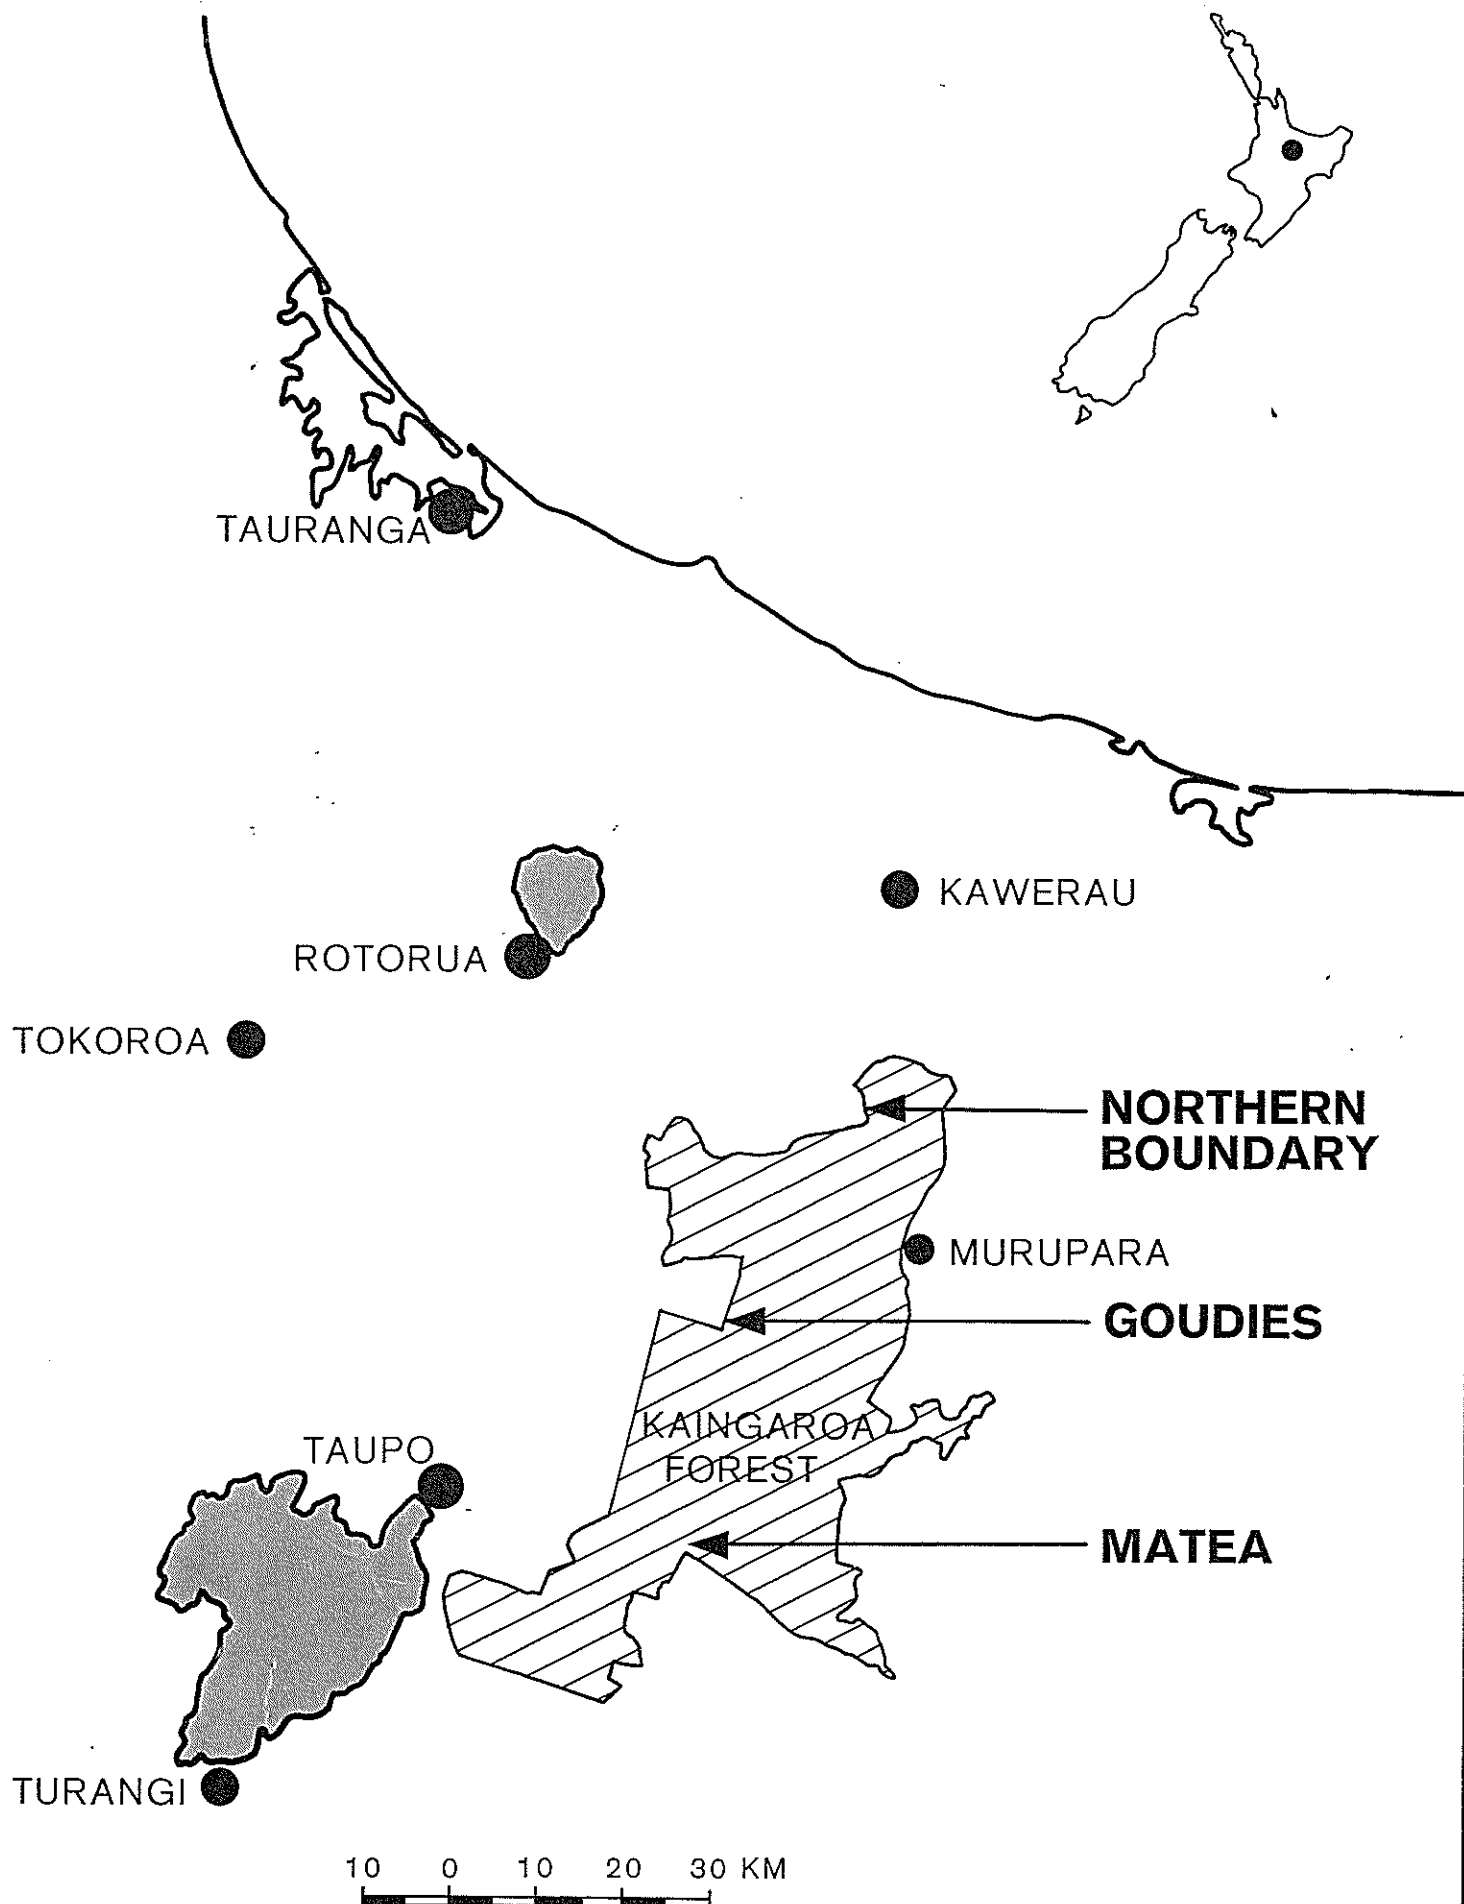 TAURANGA
KAWERAU
ROTORUA
TOKOROA
NORTHERN
BOUNDARY
MURUPARA
GOUDIES
KAINGAROA
FOREST
TAUPO
MATEA
TURANGI
10 0 10 20 30 KM